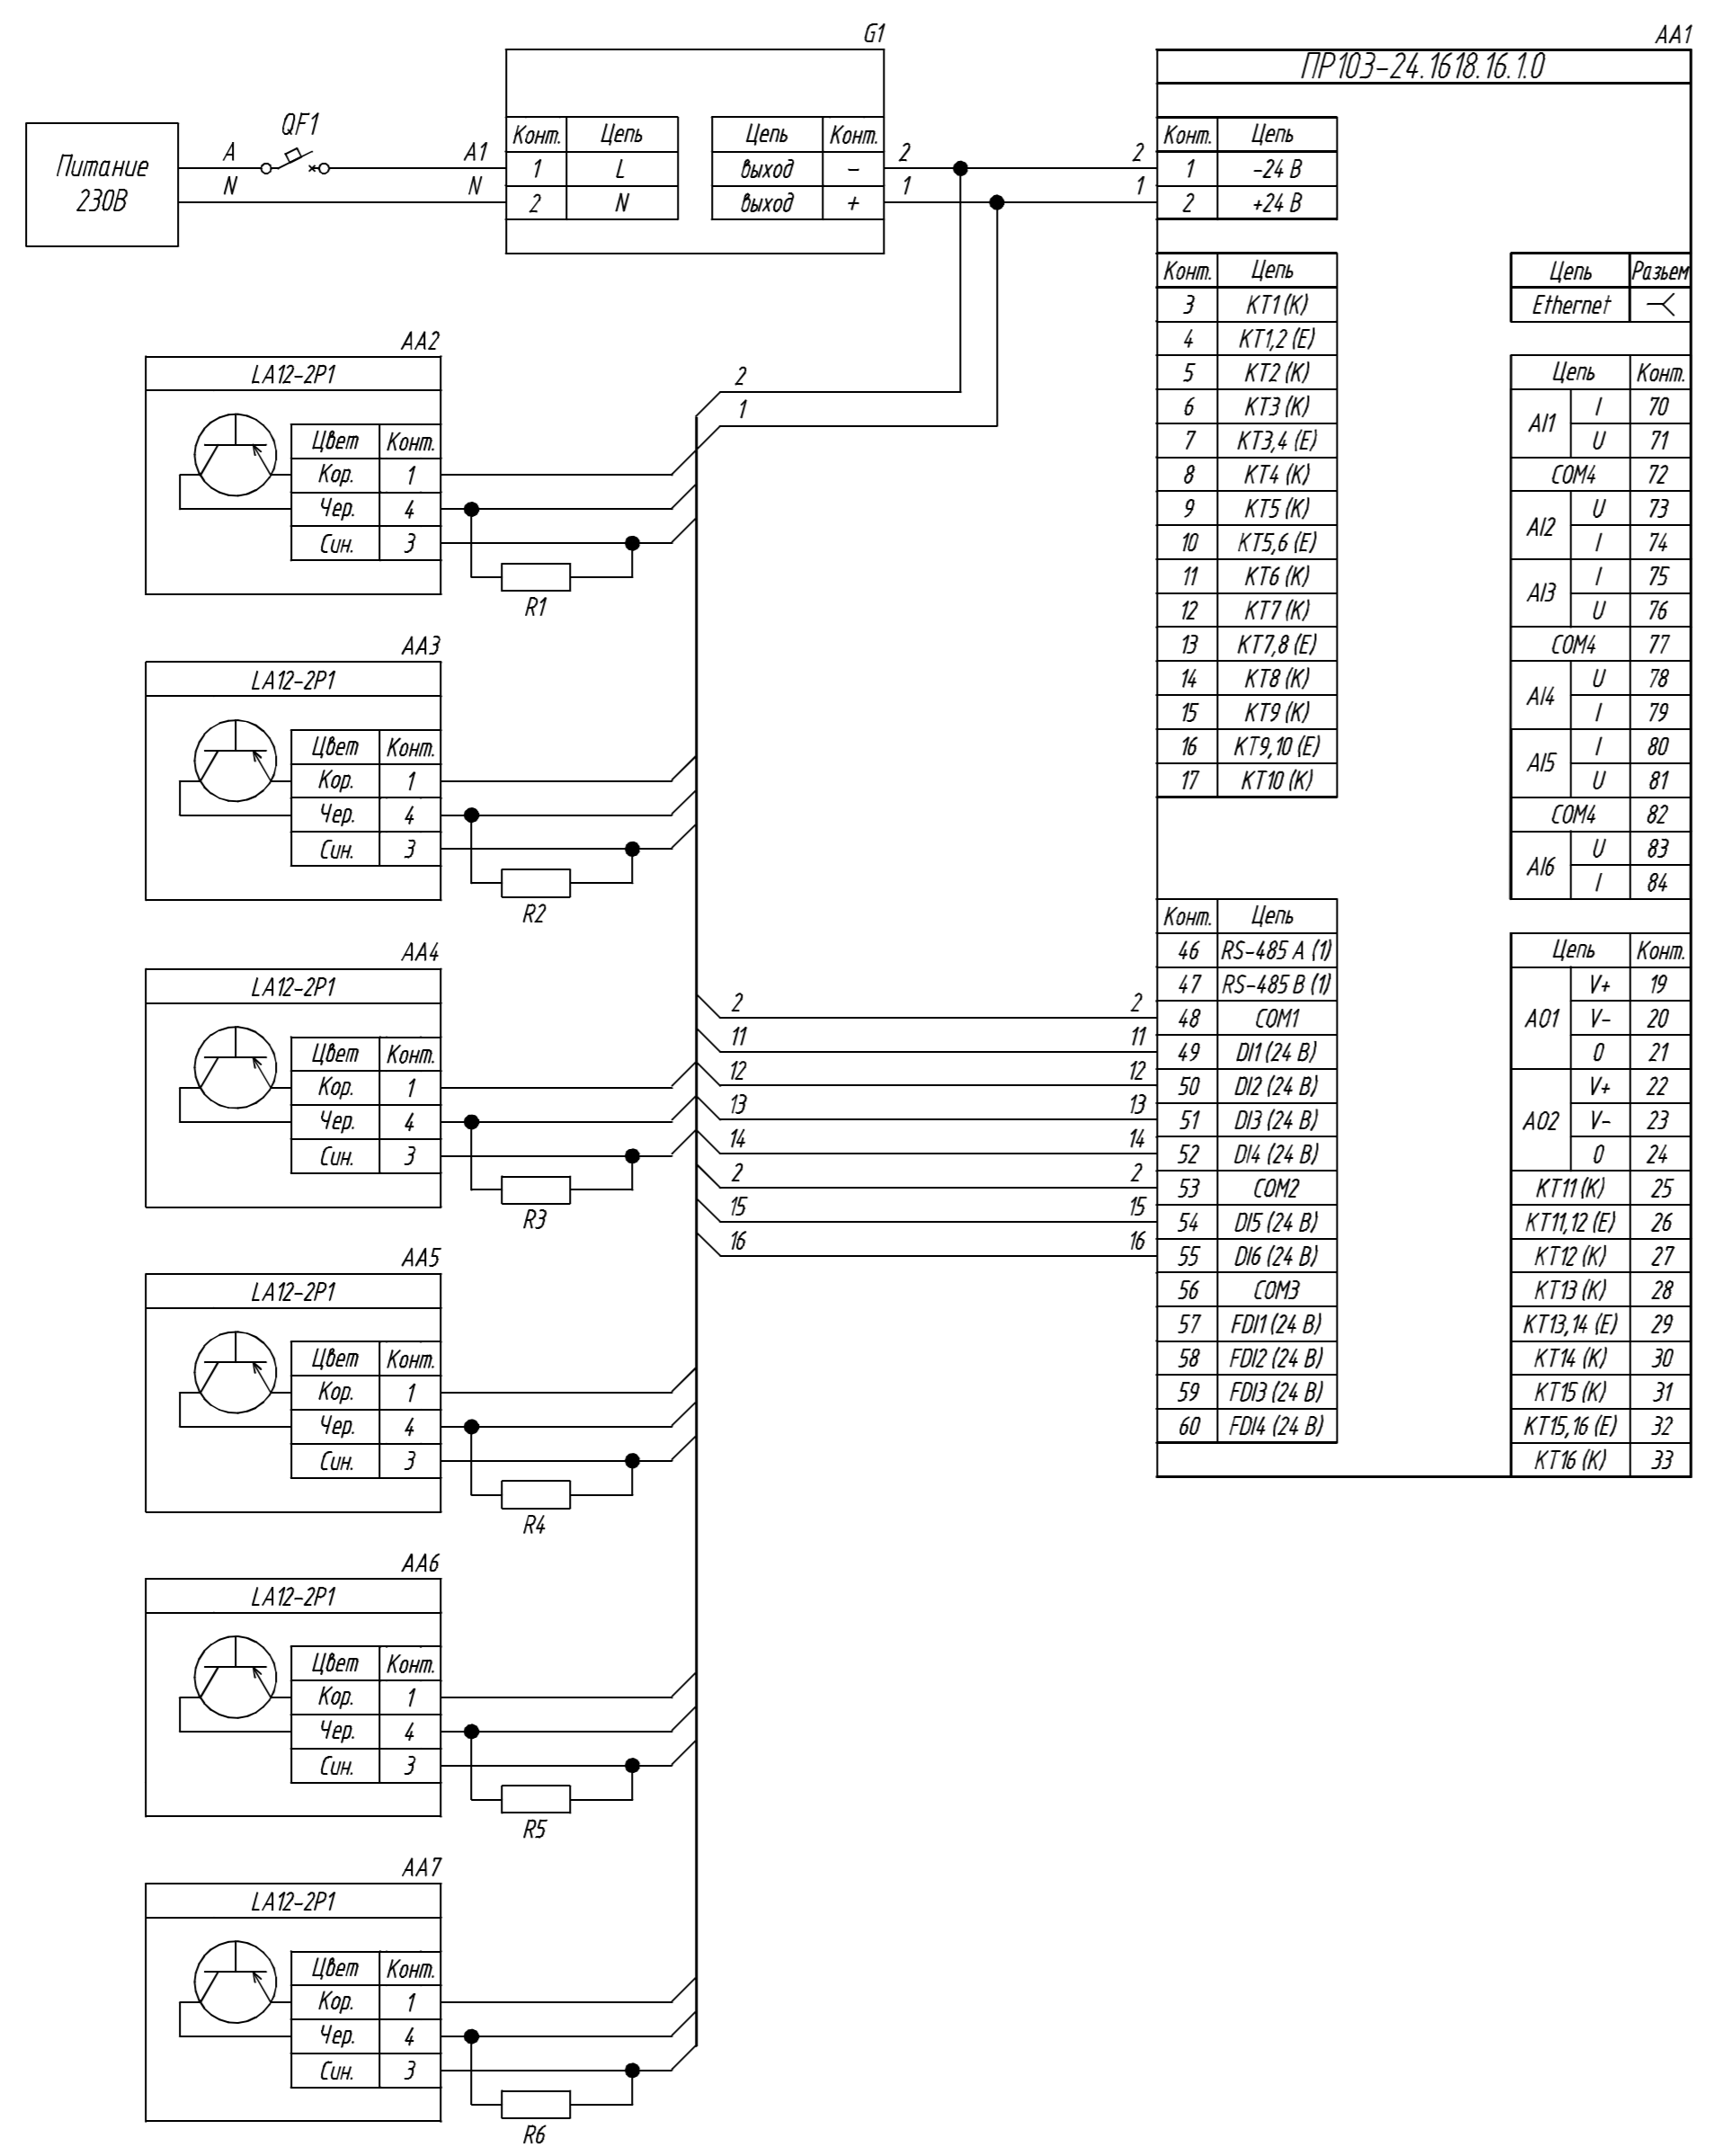 G1
AA1
ПР103-24.1618.16.1.0
Питание
230В
A
QF1
A1
N
N
Конт. Цепь
1 L
2 N
Цепь Конт.
выход –
выход +
2 2
1 1
Конт. Цепь
1 -24 В
2 +24 В
Конт. Цепь
3 КТ1 (К)
4 КТ1,2 (Е)
5 КТ2 (К)
6 КТ3 (К)
7 КТ3,4 (Е)
8 КТ4 (К)
9 КТ5 (К)
10 КТ5,6 (Е)
11 КТ6 (К)
12 КТ7 (К)
13 КТ7,8 (Е)
14 КТ8 (К)
15 КТ9 (К)
16 КТ9,10 (Е)
17 КТ10 (К)
Цепь Разьем
Ethernet
Цепь Конт.
AI1 I 70
U 71
COM4 72
AI2 U 73
I 74
AI3 I 75
U 76
COM4 77
AI4 U 78
I 79
AI5 I 80
U 81
COM4 82
AI6 U 83
I 84
Конт. Цепь
46 RS-485 A (1)
47 RS-485 B (1)
48 COM1
49 DI1 (24 В)
50 DI2 (24 В)
51 DI3 (24 В)
52 DI4 (24 В)
53 COM2
54 DI5 (24 В)
55 DI6 (24 В)
56 COM3
57 FDI1 (24 В)
58 FDI2 (24 В)
59 FDI3 (24 В)
60 FDI4 (24 В)
Цепь Конт.
AO1 V+ 19
V- 20
0 21
AO2 V+ 22
V- 23
0 24
КТ11 (К) 25
КТ11,12 (Е) 26
КТ12 (К) 27
КТ13 (К) 28
КТ13,14 (Е) 29
КТ14 (К) 30
КТ15 (К) 31
КТ15,16 (Е) 32
КТ16 (К) 33
2
1
2 2
11 11
12 12
13 13
14 14
2 2
15 15
16 16
AA2
LA12-2P1
Цвет Конт.
Кор. 1
Чер. 4
Син. 3
R1
AA3
LA12-2P1
Цвет Конт.
Кор. 1
Чер. 4
Син. 3
R2
AA4
LA12-2P1
Цвет Конт.
Кор. 1
Чер. 4
Син. 3
R3
AA5
LA12-2P1
Цвет Конт.
Кор. 1
Чер. 4
Син. 3
R4
AA6
LA12-2P1
Цвет Конт.
Кор. 1
Чер. 4
Син. 3
R5
AA7
LA12-2P1
Цвет Конт.
Кор. 1
Чер. 4
Син. 3
R6